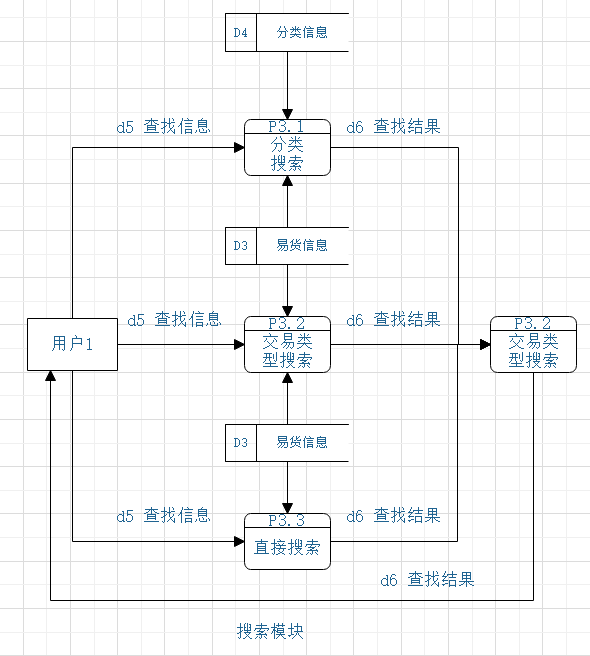 D4 分类信息
d5 查找信息
P3.1
分类
搜索
d6 查找结果
D3 易货信息
d5 查找信息
P3.2
交易类
型搜索
d6 查找结果
P3.2
交易类
型搜索
用户1
D3 易货信息
d5 查找信息
P3.3
直接搜索
d6 查找结果
d6 查找结果
搜索模块